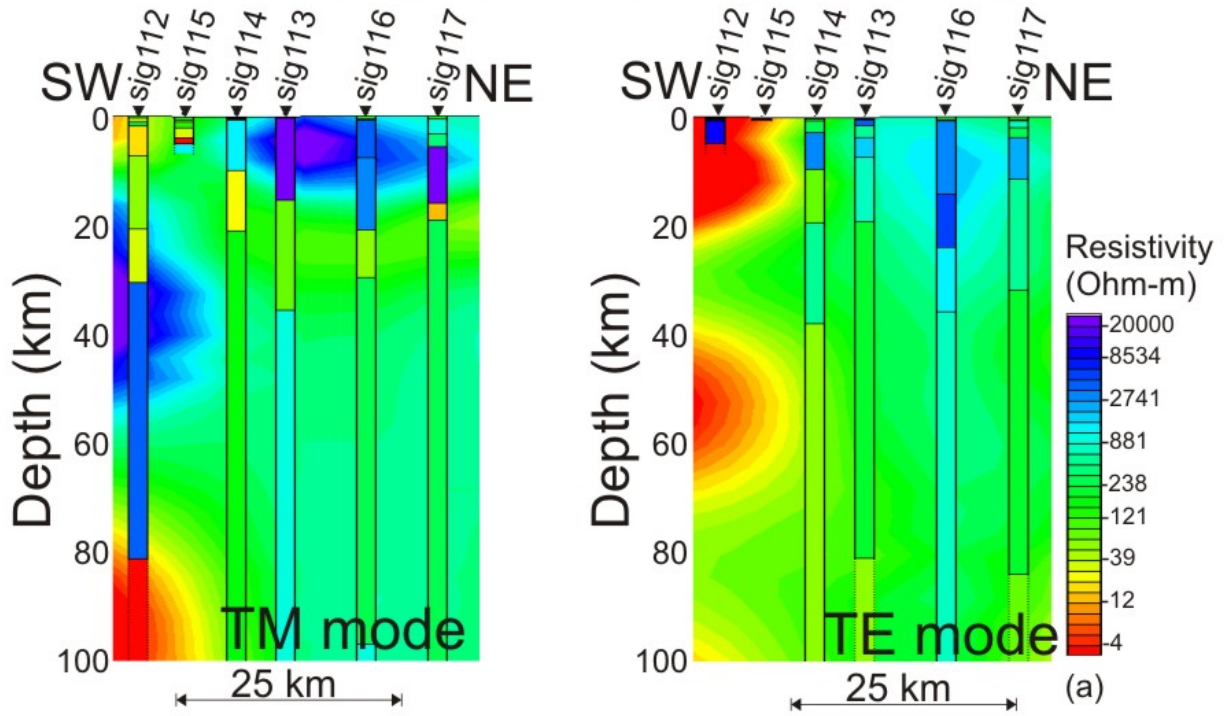 sig112 sig115 sig114 sig113 sig116 sig117
SW NE
Depth (km)
0
20
40
60
80
100
TM mode
25 km
sig112 sig115 sig114 sig113 sig116 sig117
SW NE
Depth (km)
0
20
40
60
80
100
TE mode
25 km
Resistivity
(Ohm-m)
20000
8534
2741
881
238
121
39
12
4
(a)